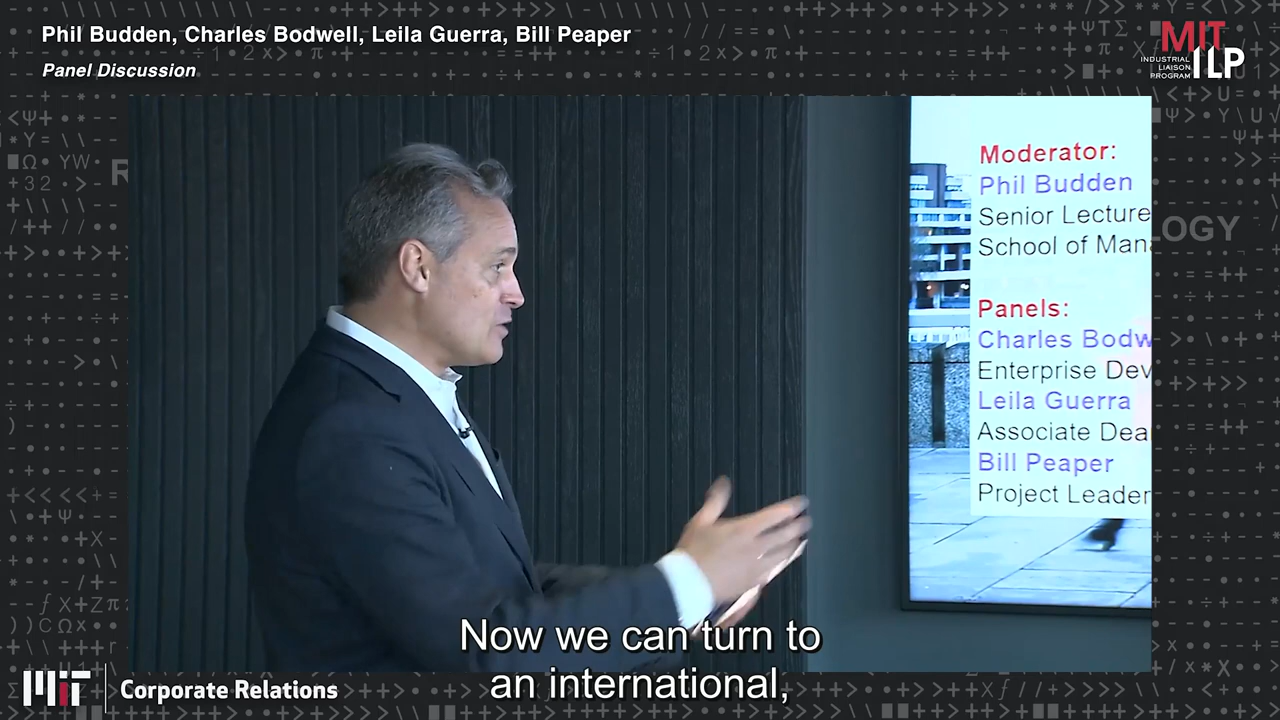 Phil Budden, Charles Bodwell, Leila Guerra, Bill Peaper
Panel Discussion
MIT
INDUSTRIAL
LIAISON
PROGRAM
ILP
Moderator:
Phil Budden
Senior Lecture
School of Man
Panels:
Charles Bodw
Enterprise Dev
Leila Guerra
Associate Dea
Bill Peaper
Project Leader
LOGY
Now we can turn to
an international,
MIT
Corporate Relations